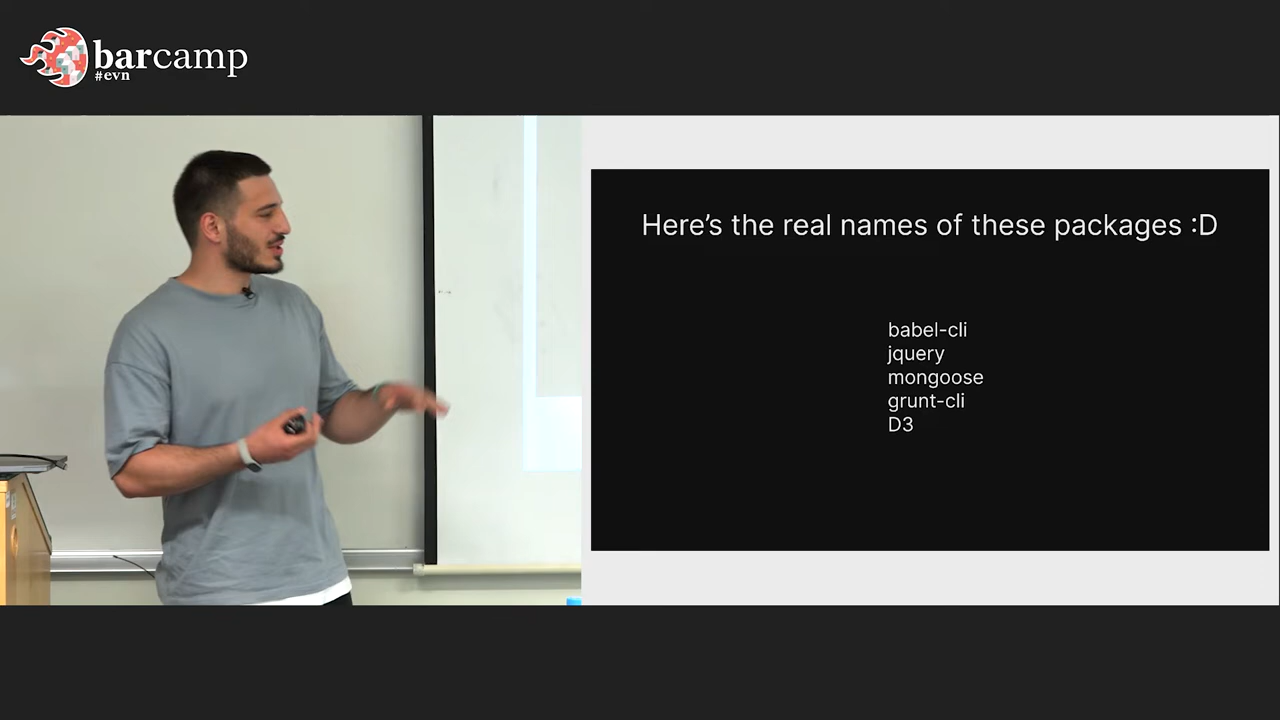 barcamp
#evn
Here's the real names of these packages :D
babel-cli
jquery
mongoose
grunt-cli
D3